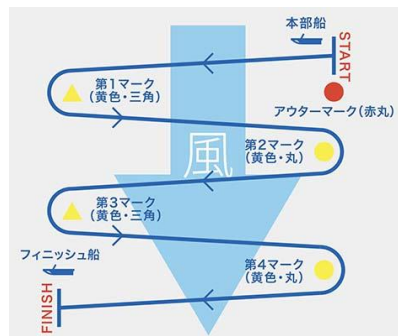 本部船
START
アウターマーク(赤丸)
第1マーク
(黄色・三角)
風
第2マーク
(黄色・丸)
第3マーク
(黄色・三角)
フィニッシュ船
第4マーク
(黄色・丸)
FINISH